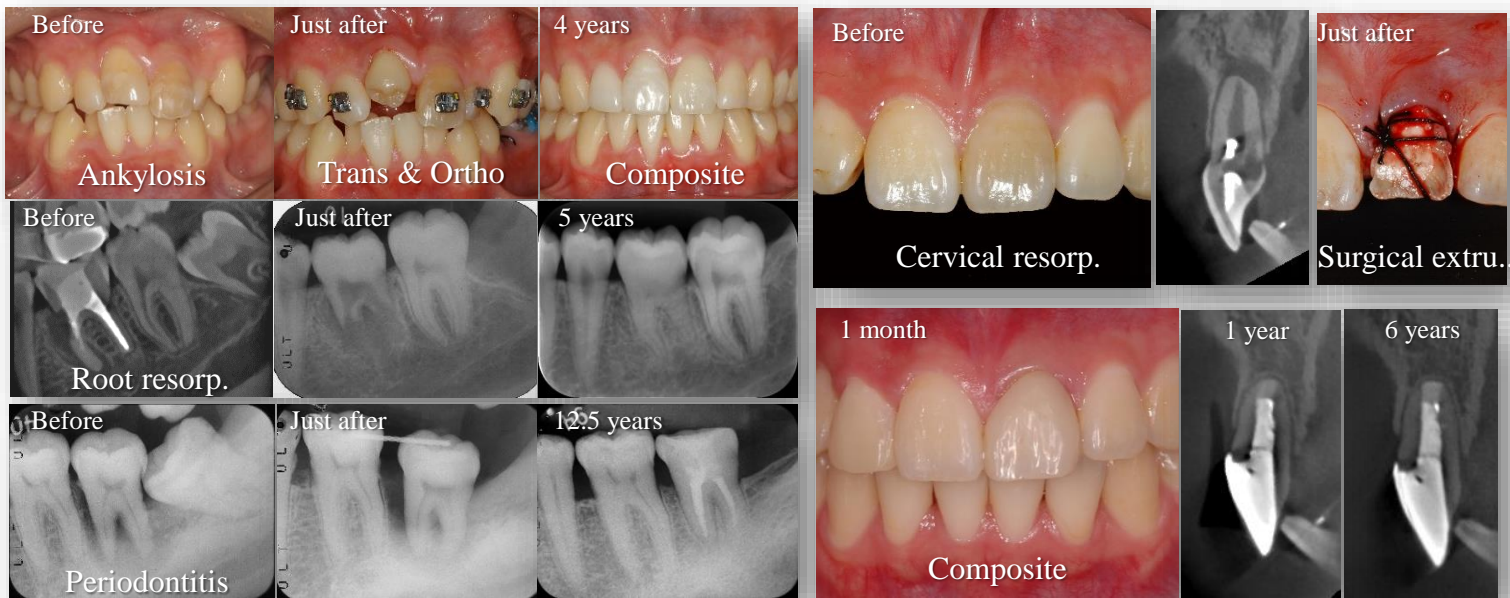 Before
Just after
4 years
Ankylosis
Trans & Ortho
Composite
Before
Just after
5 years
Root resorp.
Before
Just after
12.5 years
Periodontitis
Before
Just after
Cervical resorp.
Surgical extru..
1 month
1 year
6 years
Composite